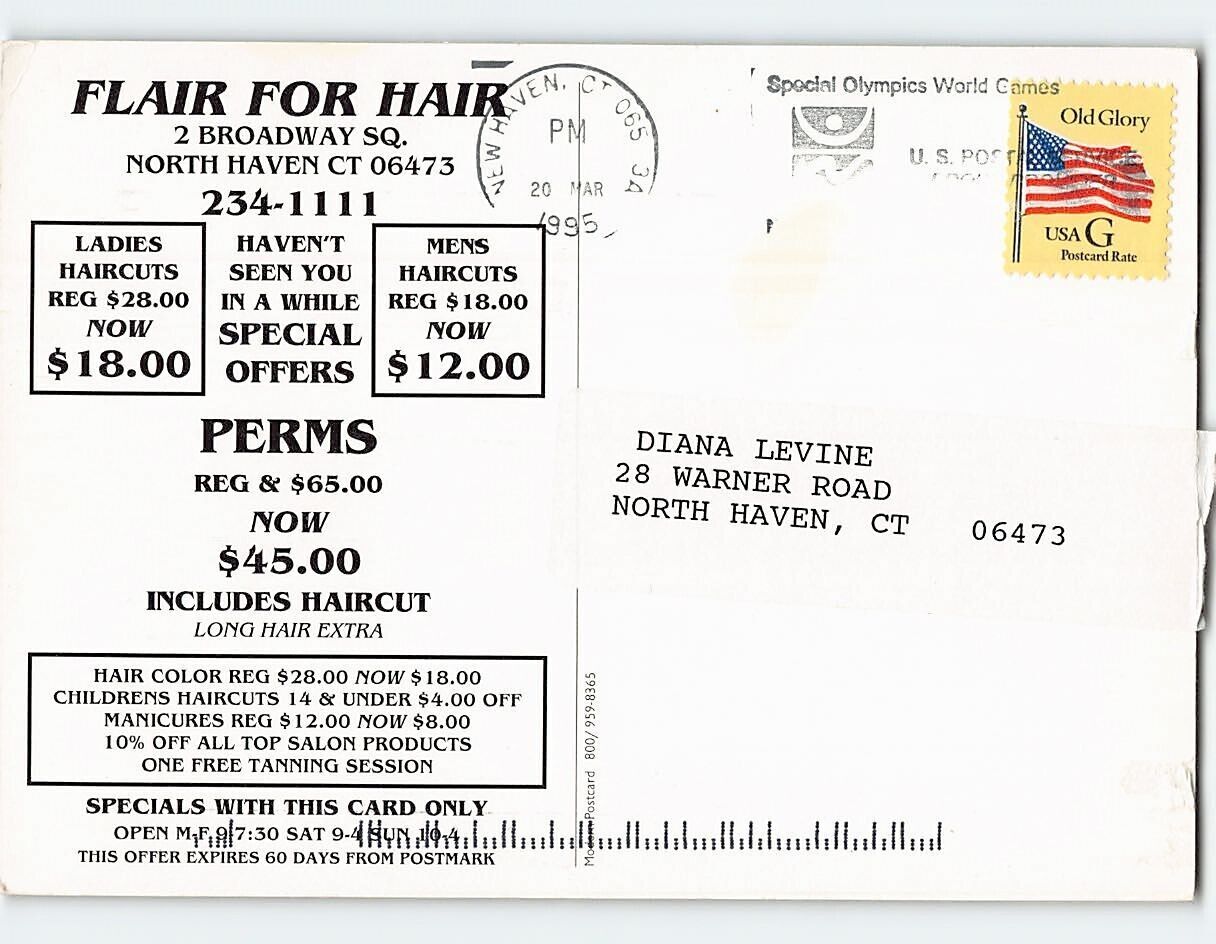 FLAIR FOR HAIR
2 BROADWAY SQ.
NORTH HAVEN CT 06473
234-1111
LADIES
HAIRCUTS
REG $28.00
NOW
$18.00
HAVEN'T
SEEN YOU
IN A WHILE
SPECIAL
OFFERS
MENS
HAIRCUTS
REG $18.00
NOW
$12.00
PERMS
REG & $65.00
NOW
$45.00
INCLUDES HAIRCUT
LONG HAIR EXTRA
HAIR COLOR REG $28.00 NOW $18.00
CHILDRENS HAIRCUTS 14 & UNDER $4.00 OFF
MANICURES REG $12.00 NOW $8.00
10% OFF ALL TOP SALON PRODUCTS
ONE FREE TANNING SESSION
SPECIALS WITH THIS CARD ONLY
OPEN M-F 9-7:30 SAT 9-4 SUN 10-4
THIS OFFER EXPIRES 60 DAYS FROM POSTMARK
Modern Postcard 800/ 959-8365
NEW HAVEN, CT 065 3A
PM
20 MAR
1995
Special Olympics World Games
U. S. POSTAL SERVICE
Old Glory
USA G
Postcard Rate
DIANA LEVINE
28 WARNER ROAD
NORTH HAVEN, CT 06473